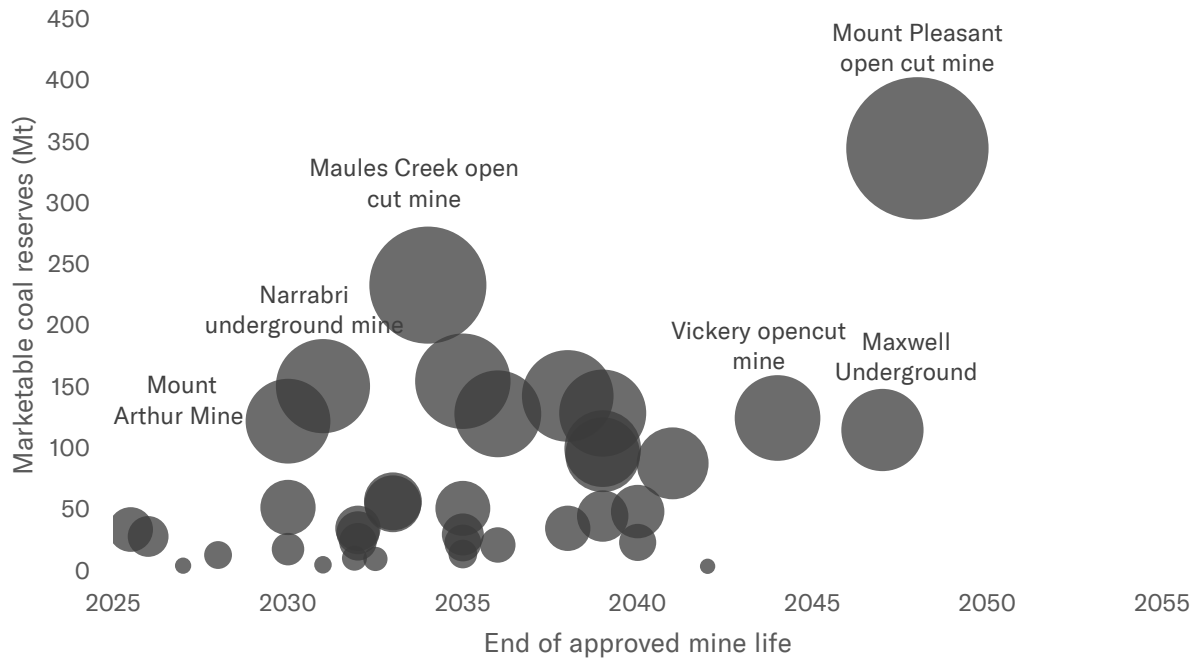 450
Mount Pleasant
open cut mine
400
350
Maules Creek open
cut mine
300
250
Narrabri
underground mine
200
Vickery opencut
mine
Maxwell
Underground
150
Mount
Arthur Mine
100
50
0
Marketable coal reserves (Mt)
2025 2030 2035 2040 2045 2050 2055
End of approved mine life